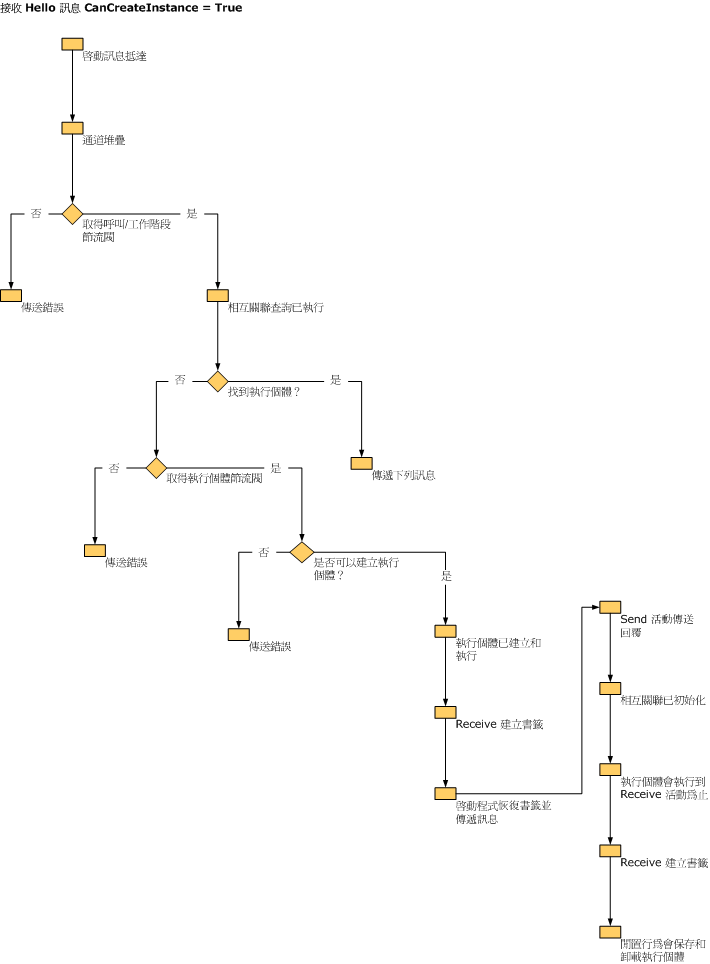 接收 Hello 訊息 CanCreateInstance = True
啓動訊息抵達
通道堆疊
否
是
取得呼叫/工作階段
節流閥
傳送錯誤
相互關聯查詢已執行
否
是
找到執行個體？
傳遞下列訊息
否
是
取得執行個體節流閥
傳送錯誤
否
是否可以建立執行
個體？
是
傳送錯誤
執行個體已建立和
執行
Receive 建立書籤
啓動程式恢復書籤並
傳遞訊息
Send 活動傳送
回覆
相互關聯已初始化
執行個體會執行到
Receive 活動爲止
Receive 建立書籤
閒置行爲會保存和
卸載執行個體